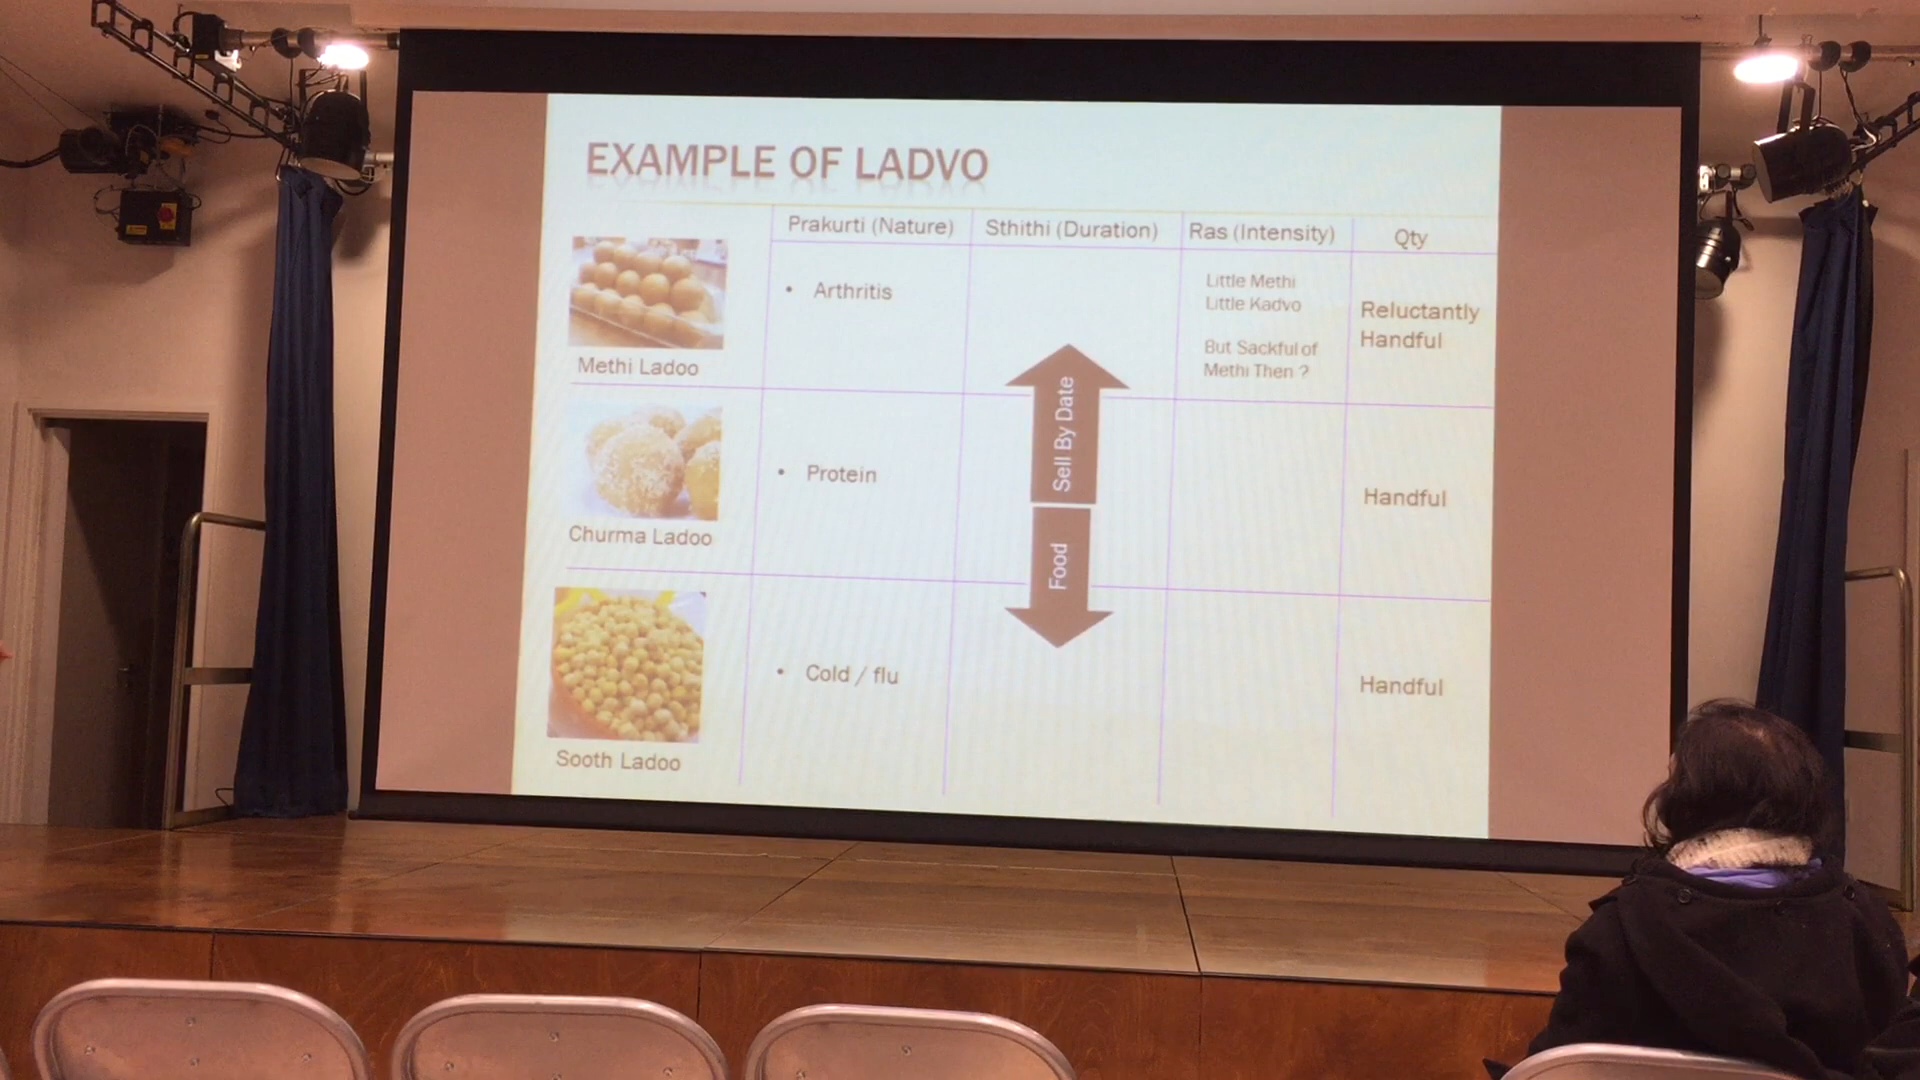 EXAMPLE OF LADVO
Prakurti (Nature)
Sthithi (Duration)
Ras (Intensity)
Qty
Methi Ladoo
• Arthritis
Little Methi
Little Kadvo
But Sackful of
Methi Then ?
Reluctantly
Handful
Sell By Date
Churma Ladoo
• Protein
Handful
Food
Sooth Ladoo
• Cold / flu
Handful